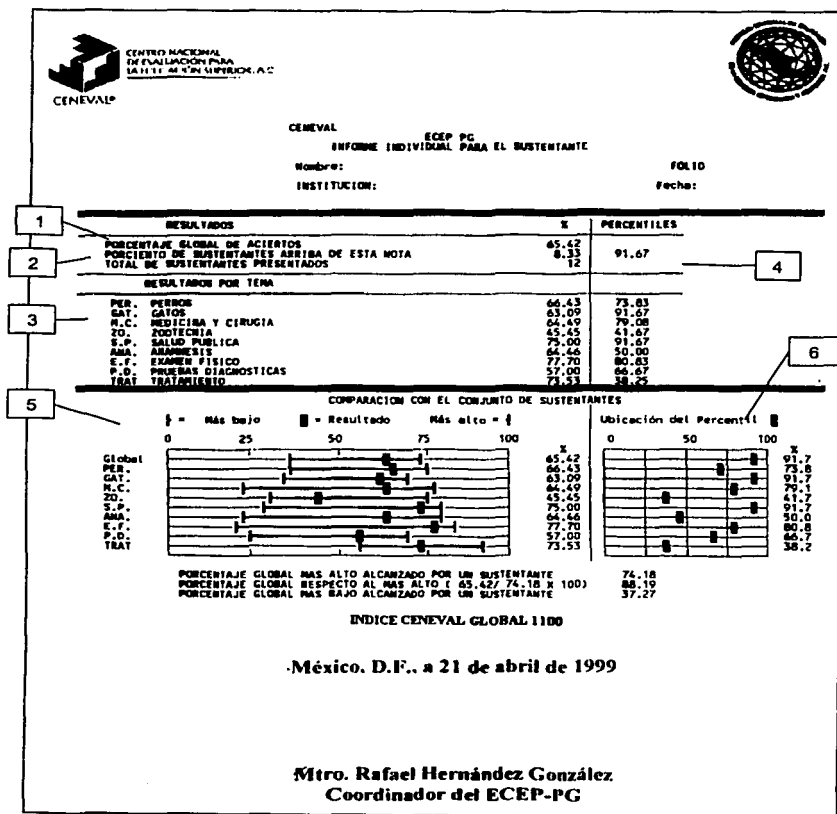 CENTRO NACIONAL
DE EVALUACIÓN PARA
LA EDUCACIÓN SUPERIOR, A.C.
CENEVAL®
CENEVAL
ECEP PG
INFORME INDIVIDUAL PARA EL SUSTENTANTE
Nombre: FOLIO
INSTITUCION: Fecha:
1
RESULTADOS % PERCENTILES
PORCENTAJE GLOBAL DE ACIERTOS 65.42
2
PORCIENTO DE SUSTENTANTES ARRIBA DE ESTA NOTA 8.33 91.67
TOTAL DE SUSTENTANTES PRESENTADOS 12
4
RESULTADOS POR TEMA
3
PER. PERROS 66.43 73.83
GAT. GATOS 63.09 91.67
M.C. MEDICINA Y CIRUGIA 64.49 79.08
ZO. ZOOTECNIA 45.45 41.67
S.P. SALUD PUBLICA 75.00 91.67
ANA. ANAMNESIS 64.46 50.00
E.F. EXAMEN FISICO 77.70 80.83
P.D. PRUEBAS DIAGNOSTICAS 57.00 66.67
TRAT TRATAMIENTO 73.53 38.25
6
5
COMPARACION CON EL CONJUNTO DE SUSTENTANTES
= Más bajo = Resultado Más alto = Ubicación del Percentil
0 25 50 75 100 % 0 50 100 %
Global 65.42 91.7
PER. 66.43 73.8
GAT. 63.09 91.7
M.C. 64.49 79.1
ZO. 45.45 41.7
S.P. 75.00 91.7
ANA. 64.46 50.0
E.F. 77.70 80.8
P.D. 57.00 66.7
TRAT 73.53 38.2
PORCENTAJE GLOBAL MAS ALTO ALCANZADO POR UN SUSTENTANTE 74.18
PORCENTAJE GLOBAL RESPECTO AL MAS ALTO ( 65.42/ 74.18 X 100) 88.19
PORCENTAJE GLOBAL MAS BAJO ALCANZADO POR UN SUSTENTANTE 37.27
INDICE CENEVAL GLOBAL 1100
México, D.F., a 21 de abril de 1999
Mtro. Rafael Hernández González
Coordinador del ECEP-PG